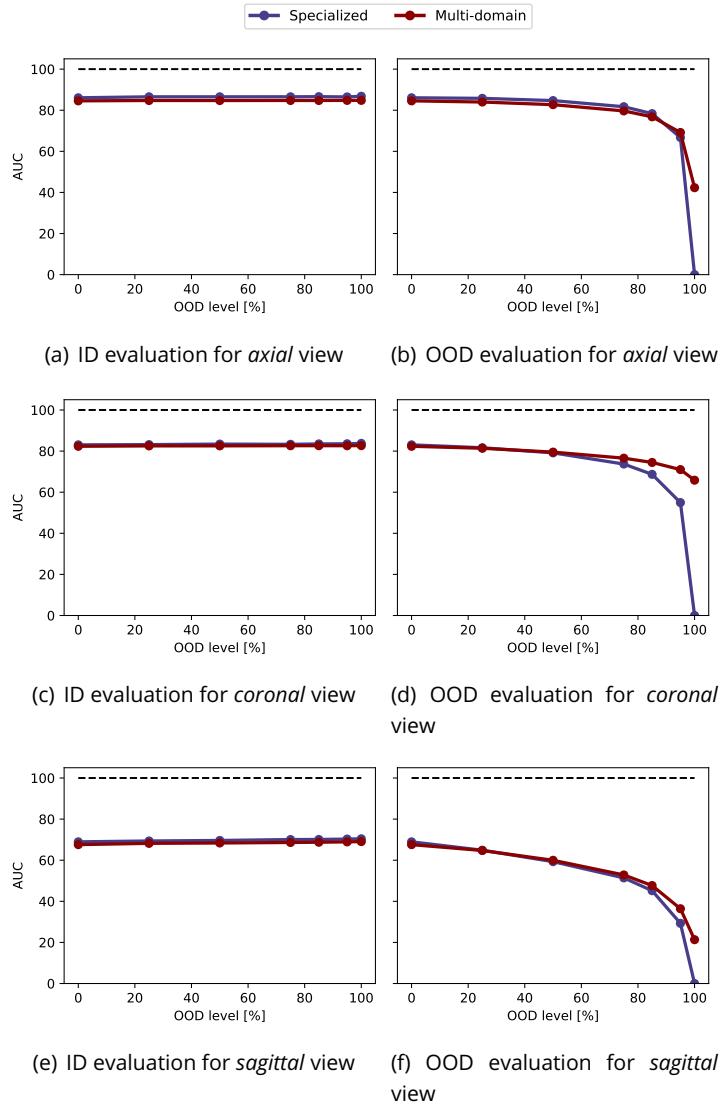 Specialized Multi-domain
100
80
60
40
20
0
AUC
0 20 40 60 80 100
OOD level [%]
0 20 40 60 80 100
OOD level [%]
(a) ID evaluation for axial view
(b) OOD evaluation for axial view
100
80
60
40
20
0
AUC
0 20 40 60 80 100
OOD level [%]
0 20 40 60 80 100
OOD level [%]
(c) ID evaluation for coronal view
(d) OOD evaluation for coronal
view
100
80
60
40
20
0
AUC
0 20 40 60 80 100
OOD level [%]
0 20 40 60 80 100
OOD level [%]
(e) ID evaluation for sagittal view
(f) OOD evaluation for sagittal
view